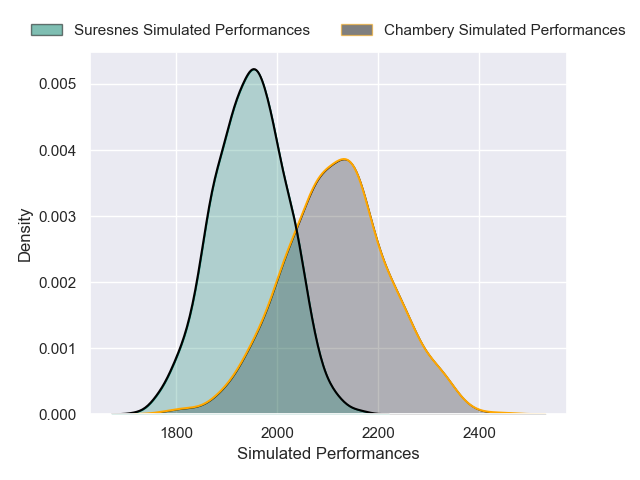 Suresnes Simulated Performances Chambery Simulated Performances
0.005
0.004
0.003
0.002
0.001
0.000
Density
1800 2000 2200 2400
Simulated Performances